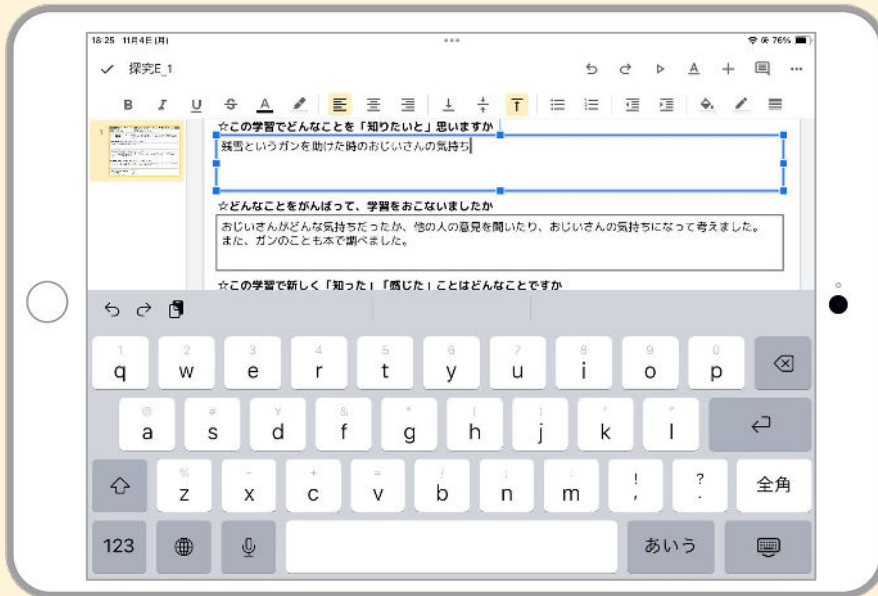 18:25 11月4日(月)
76%
探究E_1
A
B I U S A
1
☆この学習でどんなことを「知りたいと」思いますか
残雪というガンを助けた時のおじいさんの気持ち
☆どんなことをがんばって、学習をおこないましたか
おじいさんがどんな気持ちだったか、他の人の意見を聞いたり、おじいさんの気持ちになって考えました。
また、ガンのことも本で調べました。
☆この学習で新しく「知った」「感じた」ことはどんなことですか
1 2 3 4 5 6 7 8 9 0
q w e r t y u i o p
@ # ¥ & * ( ) ' "
a s d f g h j k l
% - + = / ; : ! ?
z x c v b n m , . 全角
123 あいう